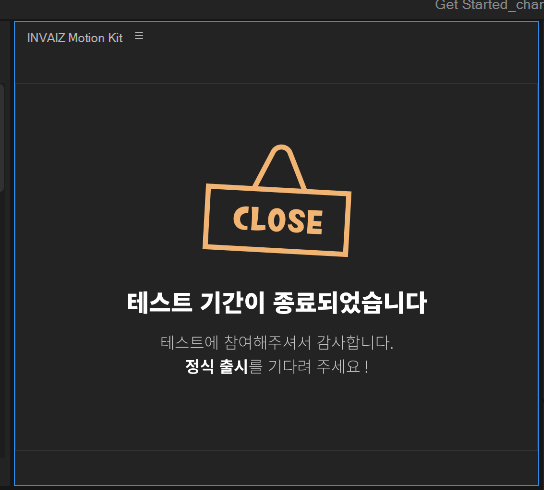 Get Started_char
INVAIZ Motion Kit
CLOSE
테스트 기간이 종료되었습니다
테스트에 참여해주셔서 감사합니다.
정식 출시를 기다려 주세요!